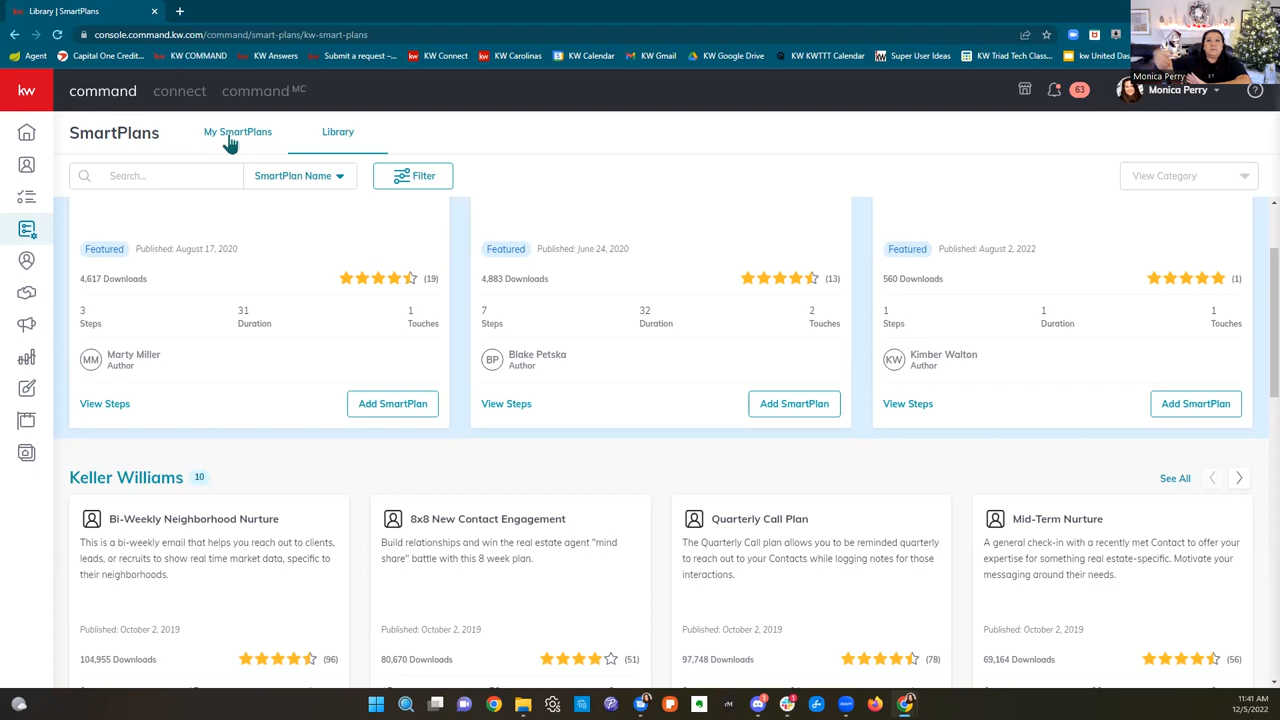 Library | SmartPlans
console.command.kw.com/command/smart-plans/kw-smart-plans
Agent
Capital One Credit...
KW Answers
Submit a request –...
KW Connect
KW Carolinas
KW Calendar
KW Gmail
KW Google Drive
KW KWTTT Calendar
Super User Ideas
KW Triad Tech Class...
kw United Das
Monica Perry
kw
command
connect
command MC
63
Monica Perry
SmartPlans
My SmartPlans
Library
Search...
SmartPlan Name
Filter
View Category
Featured
Published: August 17, 2020
Featured
Published: June 24, 2020
Featured
Published: August 2, 2022
4,617 Downloads
(19)
4,883 Downloads
(13)
560 Downloads
(1)
3
31
1
7
32
2
1
1
1
Steps
Duration
Touches
Steps
Duration
Touches
Steps
Duration
Touches
MM
Marty Miller
Author
BP
Blake Petska
Author
KW
Kimber Walton
Author
View Steps
Add SmartPlan
View Steps
Add SmartPlan
View Steps
Add SmartPlan
Keller Williams 10
See All
Bi-Weekly Neighborhood Nurture
This is a bi-weekly email that helps you reach out to clients,
leads, or recruits to show real time market data, specific to
their neighborhoods.
Published: October 2, 2019
104,955 Downloads
(96)
8x8 New Contact Engagement
Build relationships and win the real estate agent "mind
share" battle with this 8 week plan.
Published: October 2, 2019
80,670 Downloads
(51)
Quarterly Call Plan
The Quarterly Call plan allows you to be reminded quarterly
to reach out to your Contacts while logging notes for those
interactions.
Published: October 2, 2019
97,748 Downloads
(78)
Mid-Term Nurture
A general check-in with a recently met Contact to offer your
expertise for something real estate-specific. Motivate your
messaging around their needs.
Published: October 2, 2019
69,164 Downloads
(56)
11:41 AM
12/5/2022